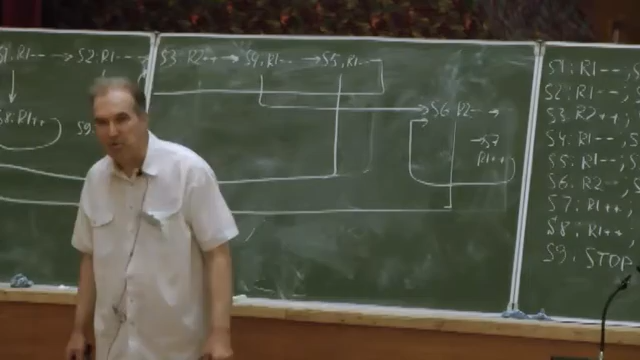 S1: R1-- → S2: R1-- → S3: R2++ → S4: R1-- → S5: R1--
S8: R1++ S9 S6: R2-- →
→ S7
R1++
S1: R1--, S
S2: R1--; S
S3: R2++;
S4: R1--, S
S5: R1--; S
S6: R2--, S
S7: R1++,
S8: R1++,
S9: STOP